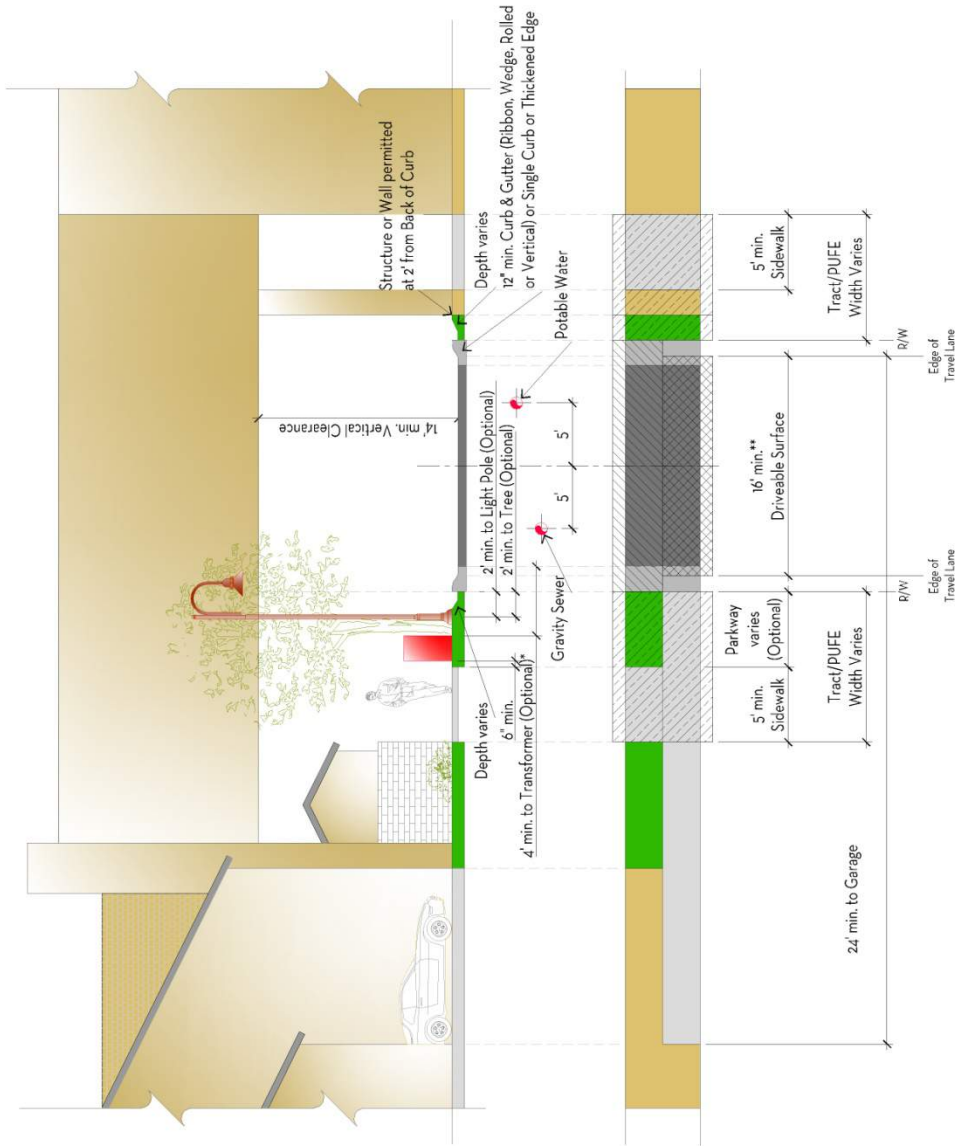 Structure or Wall permitted
at 2' from Back of Curb
Depth varies
12" min. Curb & Gutter (Ribbon, Wedge, Rolled
or Vertical) or Single Curb or Thickened Edge
Potable Water
14' min. Vertical Clearance
2' min. to Light Pole (Optional)
2' min. to Tree (Optional)
5'
5'
Gravity Sewer
Depth varies
6" min.
4' min. to Transformer (Optional)*
5' min.
Sidewalk
Tract/PUFE
Width Varies
R/W
Edge of
Travel Lane
16' min.**
Driveable Surface
Edge of
Travel Lane
R/W
Parkway
varies
(Optional)
5' min.
Sidewalk
Tract/PUFE
Width Varies
24' min. to Garage